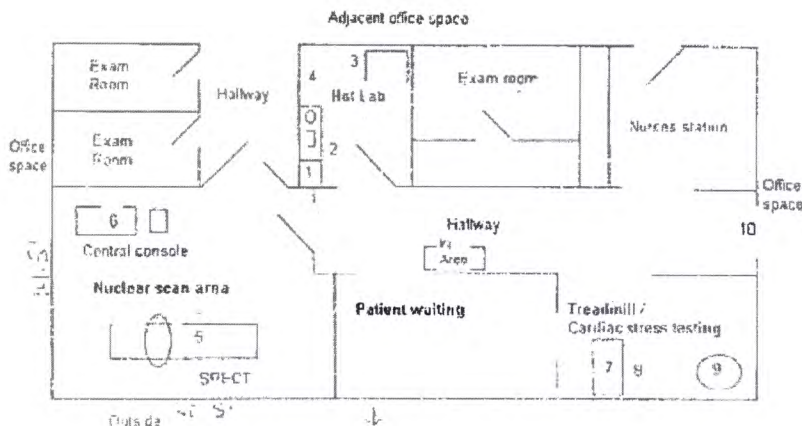 Adjacent office space
Exam
Room
Hallway
4
3
Hot Lab
Exam room
Nurses station
Office
space
Exam
Room
2
1
Office
space
6
Hallway
10
Control console
Area
Nuclear scan area
Patient waiting
Treadmill /
Cardiac stress testing
5
7
8
9
SPECT